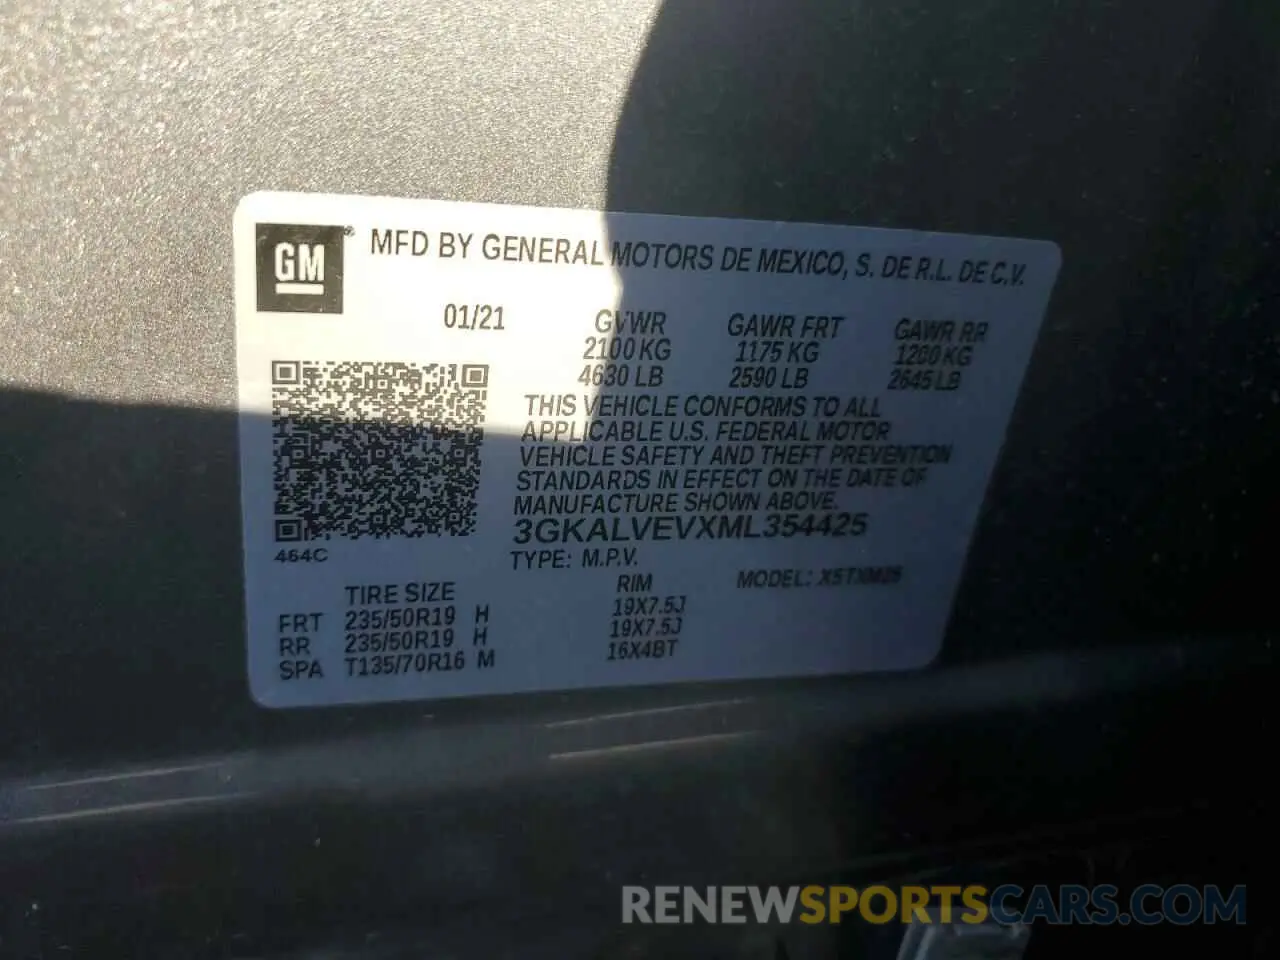 GM ® MFD BY GENERAL MOTORS DE MEXICO, S. DE R.L. DE C.V.
01/21 GVWR GAWR FRT GAWR RR
2100 KG 1175 KG 1200 KG
4630 LB 2590 LB 2645 LB
THIS VEHICLE CONFORMS TO ALL
APPLICABLE U.S. FEDERAL MOTOR
VEHICLE SAFETY AND THEFT PREVENTION
STANDARDS IN EFFECT ON THE DATE OF
MANUFACTURE SHOWN ABOVE.
3GKALVEVXML354425
464C
TYPE: M.P.V. MODEL:
TIRE SIZE RIM
FRT 235/50R19 H 19X7.5J
RR 235/50R19 H 19X7.5J
SPA T135/70R16 M 16X4BT
RENEWSPORTSCARS.COM